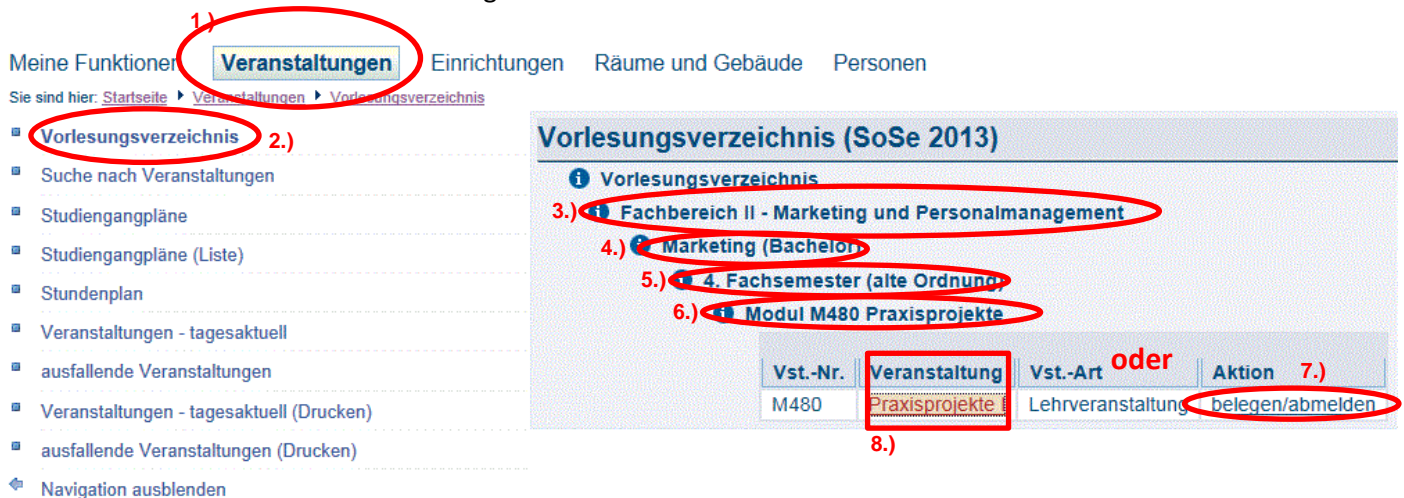 1.)
Meine Funktionen Veranstaltungen Einrichtungen Räume und Gebäude Personen
Sie sind hier: Startseite Veranstaltungen Vorlesungsverzeichnis
Vorlesungsverzeichnis 2.)
Suche nach Veranstaltungen
Studiengangpläne
Studiengangpläne (Liste)
Stundenplan
Veranstaltungen - tagesaktuell
ausfallende Veranstaltungen
Veranstaltungen - tagesaktuell (Drucken)
ausfallende Veranstaltungen (Drucken)
Navigation ausblenden
Vorlesungsverzeichnis (SoSe 2013)
Vorlesungsverzeichnis
3.) Fachbereich II - Marketing und Personalmanagement
4.) Marketing (Bachelor)
5.) 4. Fachsemester (alte Ordnung)
6.) Modul M480 Praxisprojekte
Vst.-Nr. Veranstaltung Vst.-Art oder Aktion 7.)
M480 Praxisprojekte Lehrveranstaltung belegen/abmelden
8.)